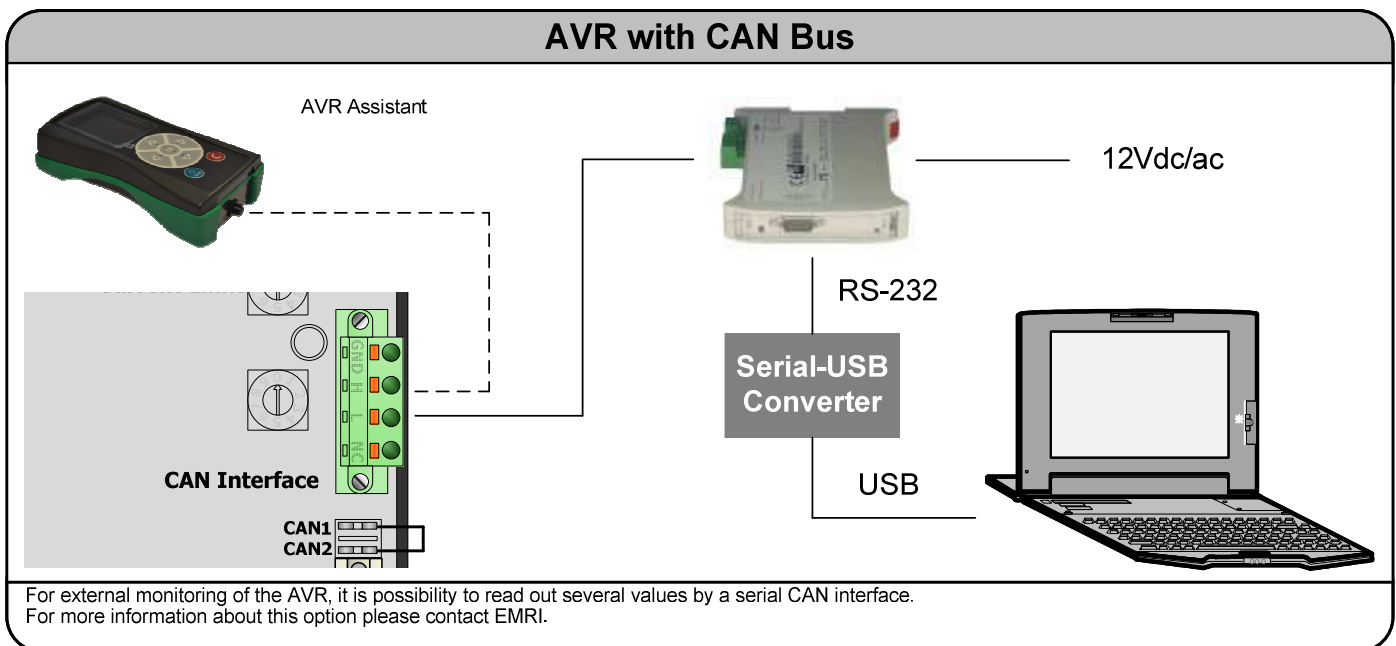 AVR with CAN Bus
AVR Assistant
12Vdc/ac
RS-232
Serial-USB
Converter
USB
GND
H
L
NC
CAN Interface
CAN1
CAN2
For external monitoring of the AVR, it is possibility to read out several values by a serial CAN interface.
For more information about this option please contact EMRI.